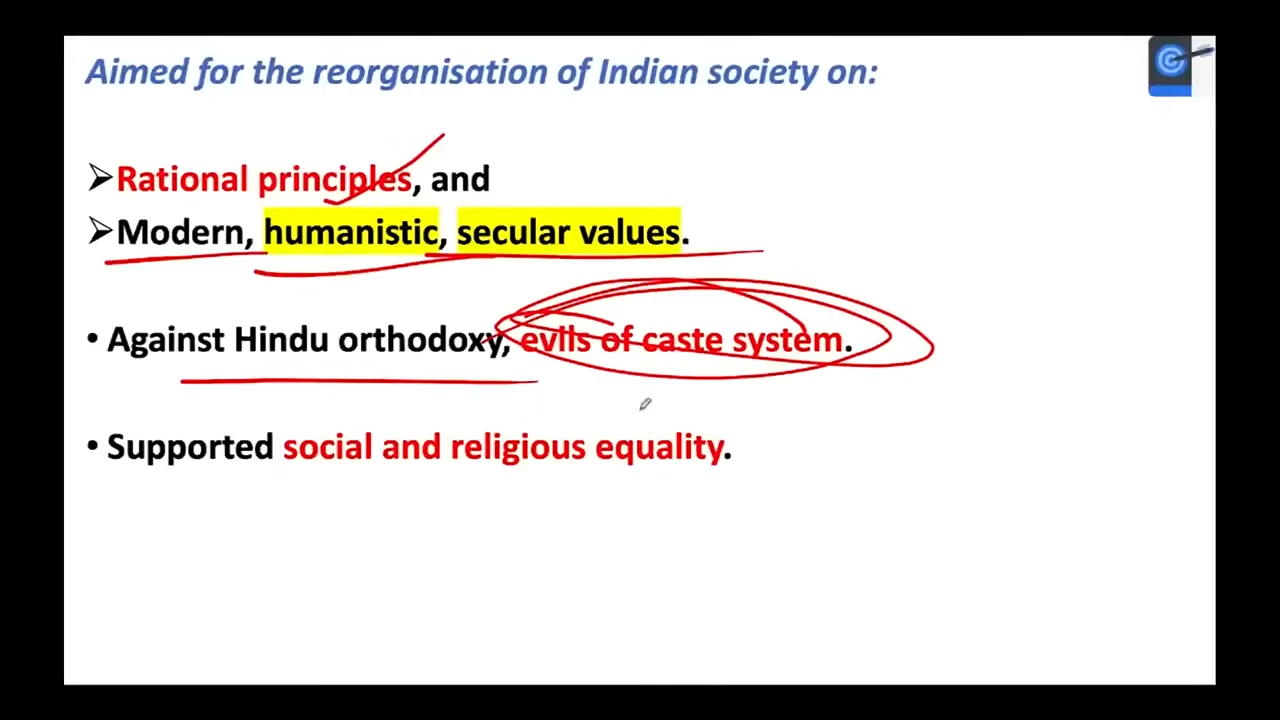 Aimed for the reorganisation of Indian society on:
➢Rational principles, and
➢Modern, humanistic, secular values.
• Against Hindu orthodoxy, evils of caste system.
• Supported social and religious equality.